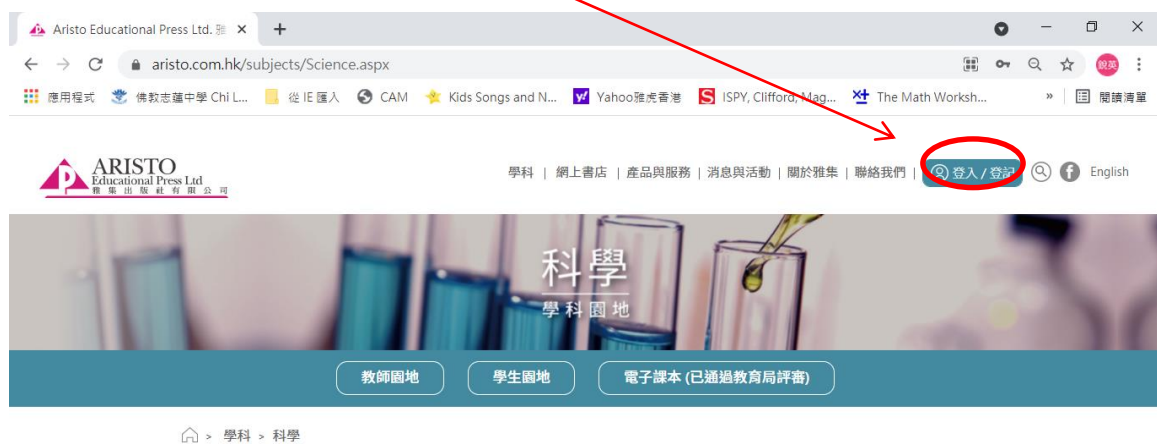 Aristo Educational Press Ltd. 雅
aristo.com.hk/subjects/Science.aspx
銳英
應用程式 佛教志蓮中學 Chi L... 從 IE 匯入 CAM Kids Songs and N... Yahoo雅虎香港 ISPY, Clifford, Mag... The Math Worksh... » 閱讀清單
ARISTO
Educational Press Ltd
雅集出版社有限公司
學科 | 網上書店 | 產品與服務 | 消息與活動 | 關於雅集 | 聯絡我們 | 登入 / 登記 English
科學
學科園地
教師園地 學生園地 電子課本 (已通過教育局評審)
> 學科 > 科學